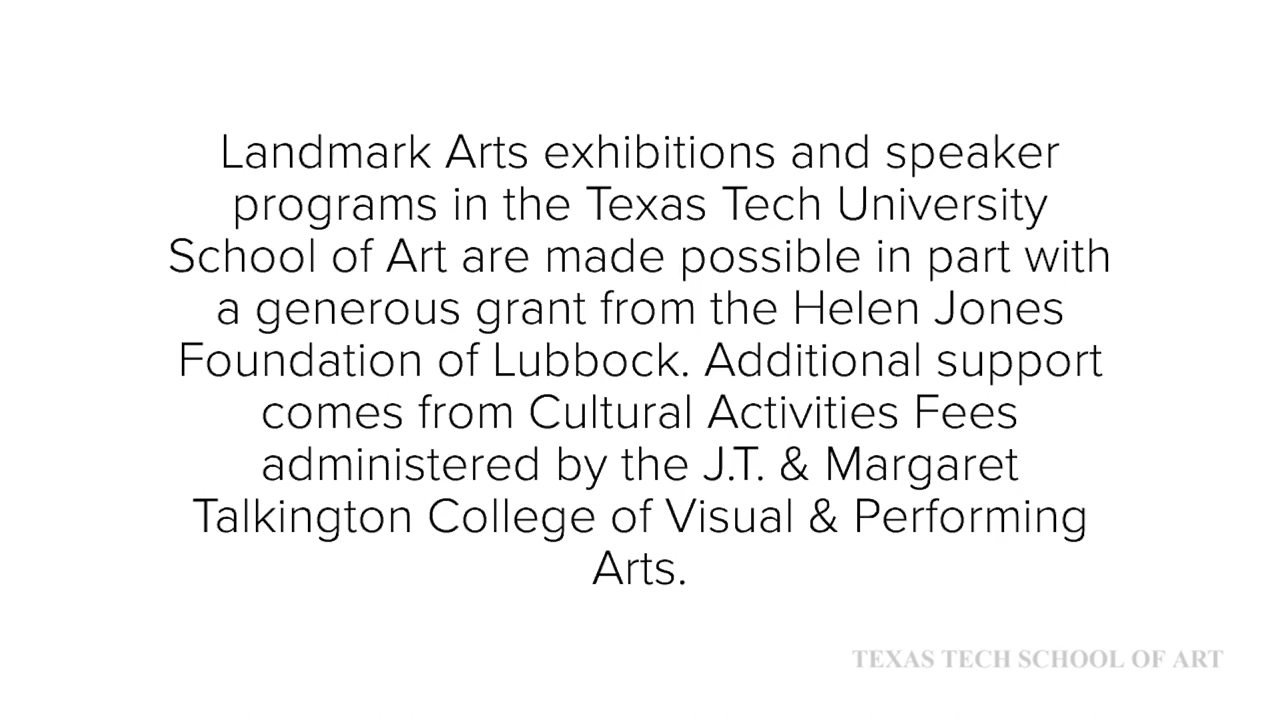 Landmark Arts exhibitions and speaker
programs in the Texas Tech University
School of Art are made possible in part with
a generous grant from the Helen Jones
Foundation of Lubbock. Additional support
comes from Cultural Activities Fees
administered by the J.T. & Margaret
Talkington College of Visual & Performing
Arts.
TEXAS TECH SCHOOL OF ART